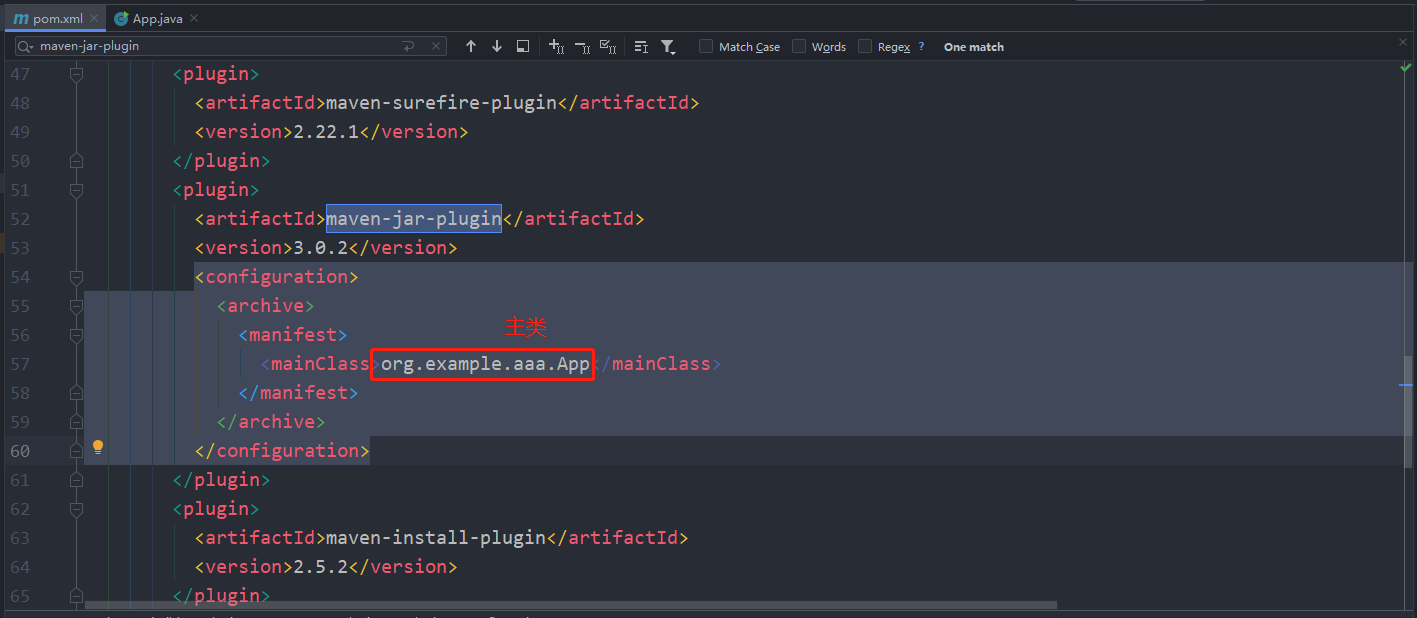 pom.xml App.java
maven-jar-plugin Match Case Words Regex ? One match
47 <plugin>
48 <artifactId>maven-surefire-plugin</artifactId>
49 <version>2.22.1</version>
50 </plugin>
51 <plugin>
52 <artifactId>maven-jar-plugin</artifactId>
53 <version>3.0.2</version>
54 <configuration>
55 <archive>
56 <manifest>
主类
57 <mainClass>org.example.aaa.App</mainClass>
58 </manifest>
59 </archive>
60 </configuration>
61 </plugin>
62 <plugin>
63 <artifactId>maven-install-plugin</artifactId>
64 <version>2.5.2</version>
65 </plugin>